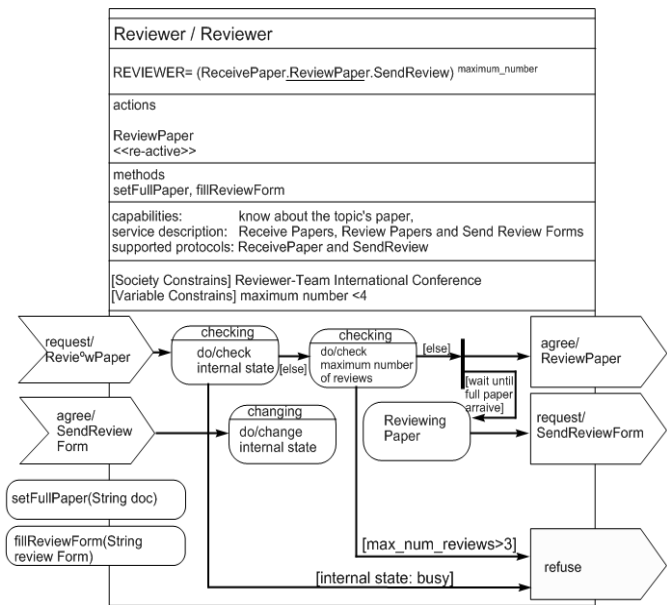 Reviewer / Reviewer
REVIEWER= (ReceivePaper.ReviewPaper.SendReview) maximum_number
actions
ReviewPaper
<<re-active>>
methods
setFullPaper, fillReviewForm
capabilities: know about the topic's paper,
service description: Receive Papers, Review Papers and Send Review Forms
supported protocols: ReceivePaper and SendReview
[Society Constrains] Reviewer-Team International Conference
[Variable Constrains] maximum number <4
request/
RevieºwPaper
checking
do/check
internal state
[else]
checking
do/check
maximum number
of reviews
[else]
agree/
ReviewPaper
[wait until
full paper
arraive]
agree/
SendReview
Form
changing
do/change
internal state
Reviewing
Paper
request/
SendReviewForm
setFullPaper(String doc)
fillReviewForm(String
review Form)
[max_num_reviews>3]
refuse
[internal state: busy]